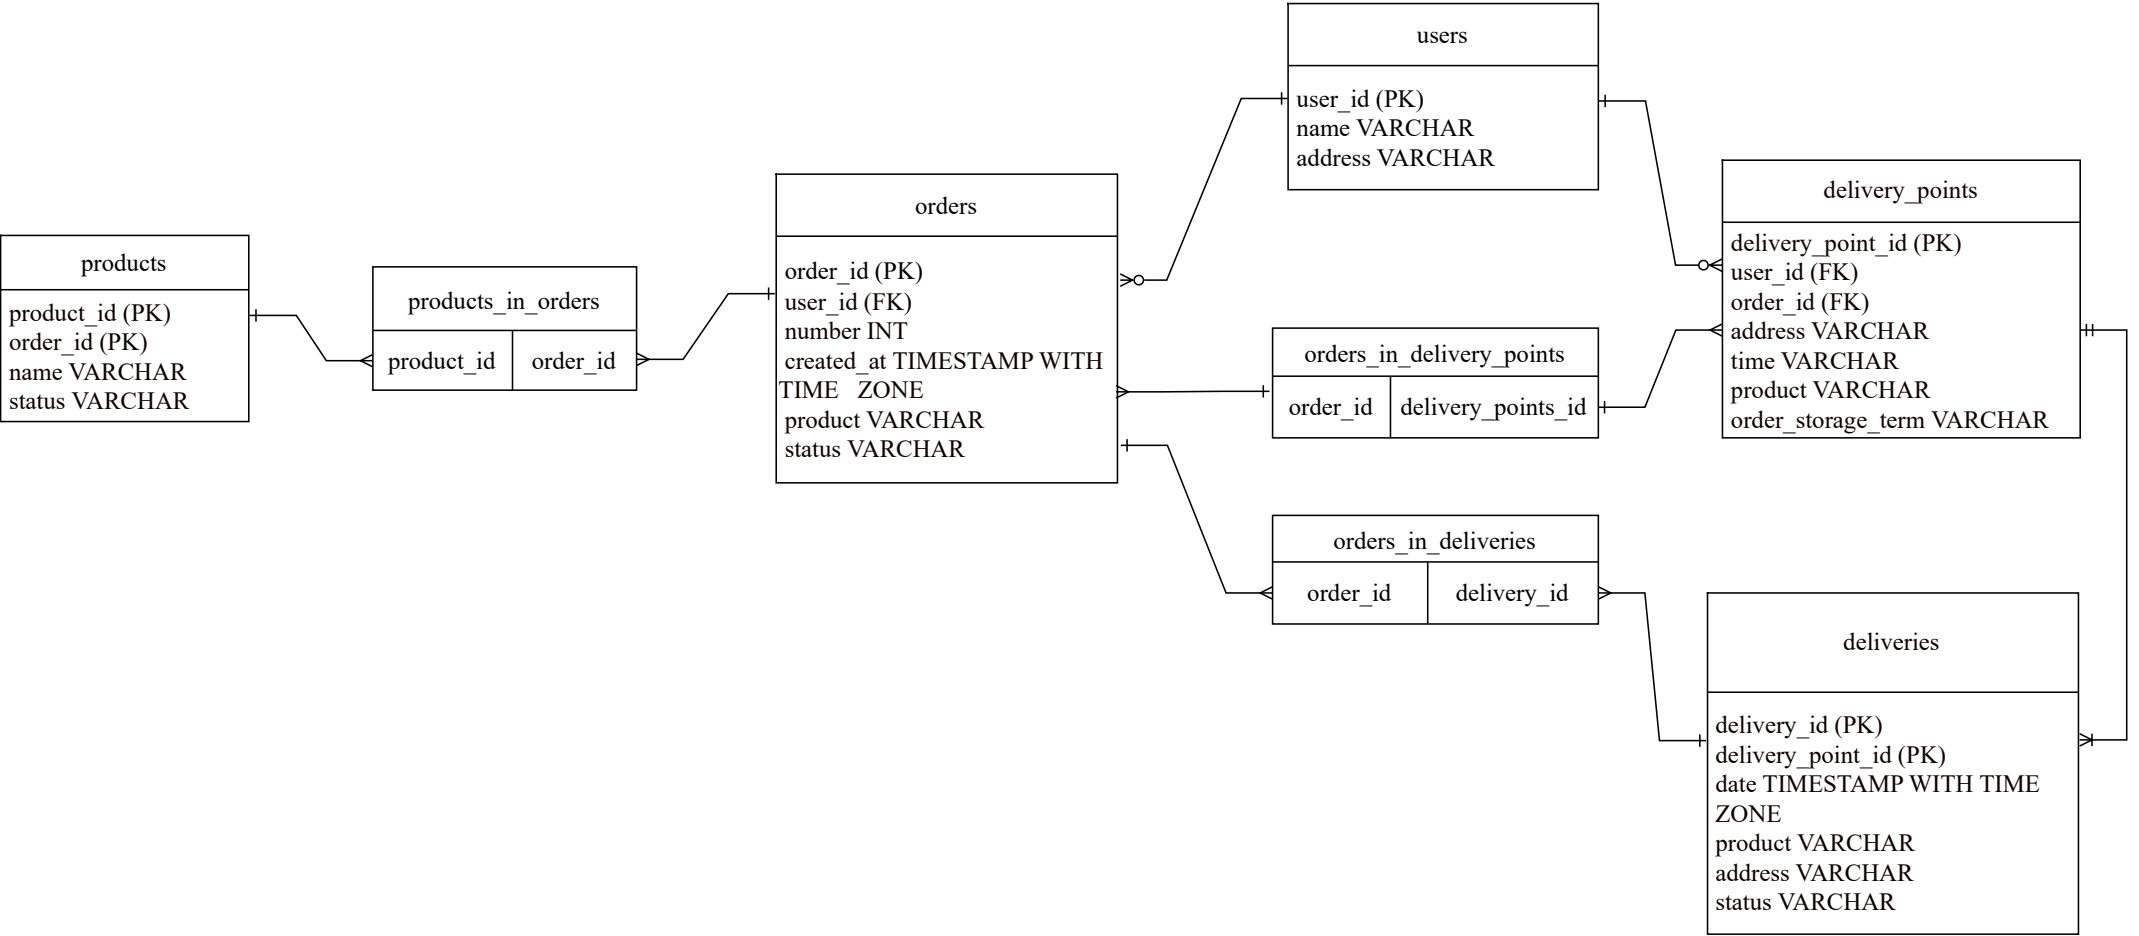 users
user_id (PK)
name VARCHAR
address VARCHAR
delivery_points
delivery_point_id (PK)
user_id (FK)
order_id (FK)
address VARCHAR
time VARCHAR
product VARCHAR
order_storage_term VARCHAR
orders
order_id (PK)
user_id (FK)
number INT
created_at TIMESTAMP WITH
TIME ZONE
product VARCHAR
status VARCHAR
products
product_id (PK)
order_id (PK)
name VARCHAR
status VARCHAR
products_in_orders
product_id order_id
orders_in_delivery_points
order_id delivery_points_id
orders_in_deliveries
order_id delivery_id
deliveries
delivery_id (PK)
delivery_point_id (PK)
date TIMESTAMP WITH TIME
ZONE
product VARCHAR
address VARCHAR
status VARCHAR